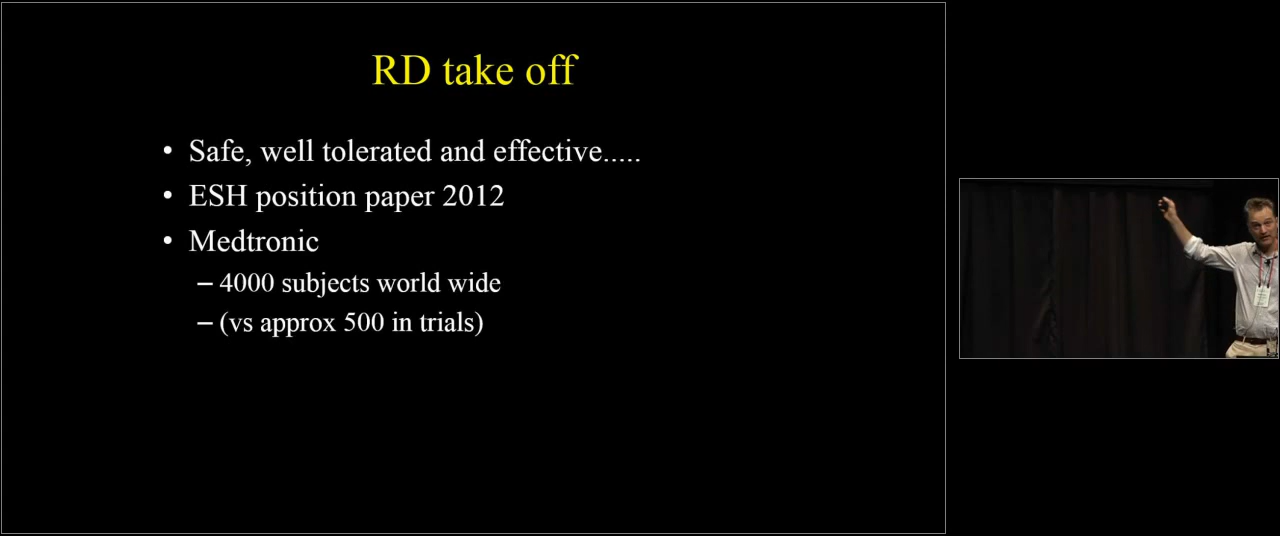 RD take off
• Safe, well tolerated and effective.....
• ESH position paper 2012
• Medtronic
– 4000 subjects world wide
– (vs approx 500 in trials)